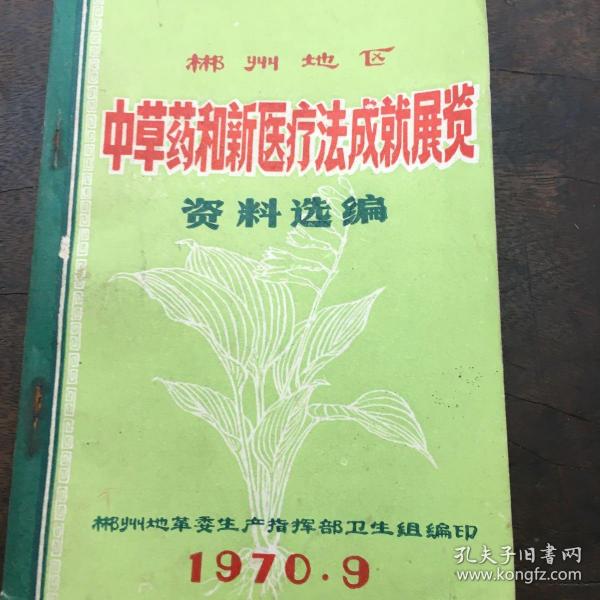 郴州地区
中草药和新医疗法成就展览
资料选编
郴州地革委生产指挥部卫生组编印
1970.9
孔夫子旧书网
www.kongfz.com